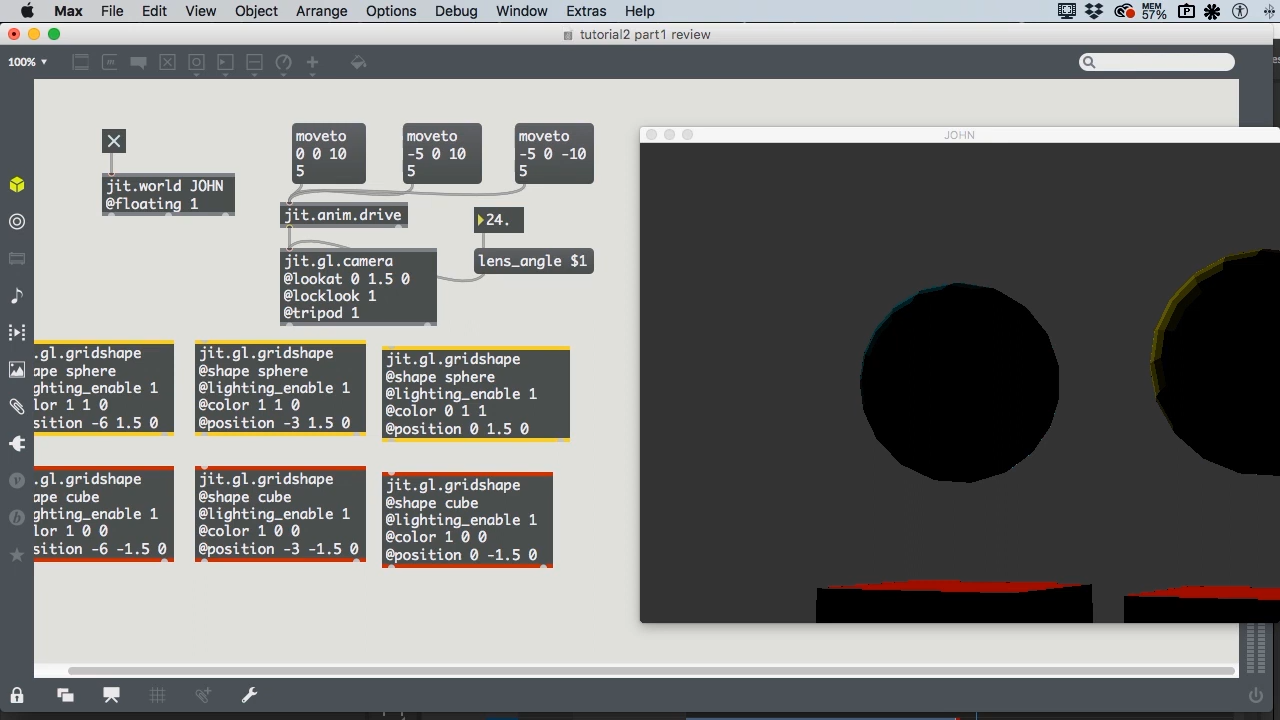 Max File Edit View Object Arrange Options Debug Window Extras Help
MEM
57%
tutorial2 part1 review
100%
moveto
0 0 10
5
moveto
-5 0 10
5
moveto
-5 0 -10
5
jit.world JOHN
@floating 1
jit.anim.drive
24.
jit.gl.camera
@lookat 0 1.5 0
@locklook 1
@tripod 1
lens_angle $1
.gl.gridshape
ape sphere
ghting_enable 1
lor 1 1 0
sition -6 1.5 0
jit.gl.gridshape
@shape sphere
@lighting_enable 1
@color 1 1 0
@position -3 1.5 0
jit.gl.gridshape
@shape sphere
@lighting_enable 1
@color 0 1 1
@position 0 1.5 0
.gl.gridshape
ape cube
ghting_enable 1
lor 1 0 0
sition -6 -1.5 0
jit.gl.gridshape
@shape cube
@lighting_enable 1
@color 1 0 0
@position -3 -1.5 0
jit.gl.gridshape
@shape cube
@lighting_enable 1
@color 1 0 0
@position 0 -1.5 0
JOHN